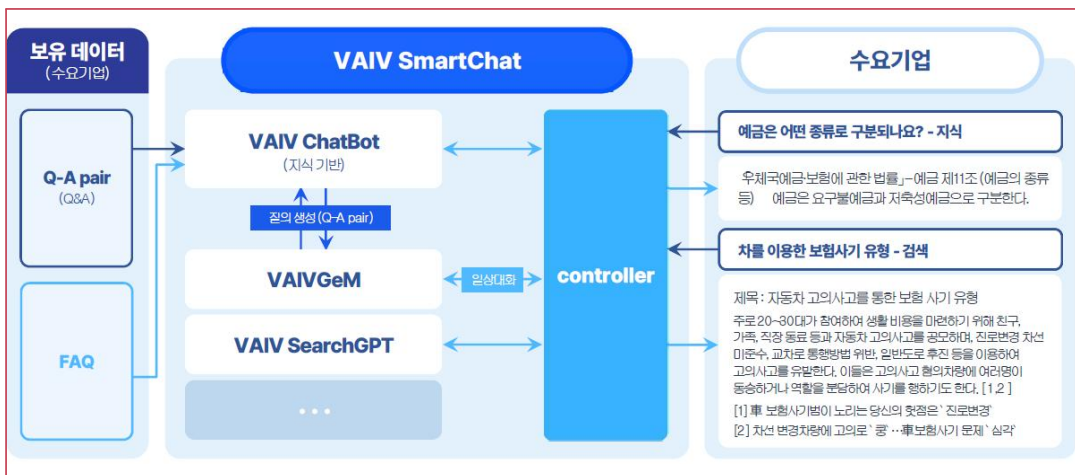 보유 데이터
(수요기업)
Q-A pair
(Q&A)
FAQ
VAIV SmartChat
VAIV ChatBot
(지식 기반)
질의 생성(Q-A pair)
VAIVGeM
일상대화
VAIV SearchGPT
...
controller
수요기업
예금은 어떤 종류로 구분되나요? - 지식
「우체국예금·보험에 관한 법률」- 예금 제11조 (예금의 종류
등) 예금은 요구불예금과 저축성예금으로 구분한다.
차를 이용한 보험사기 유형 - 검색
제목 : 자동차 고의사고를 통한 보험 사기 유형
주로 20~30대가 참여하여 생활 비용을 마련하기 위해 친구,
가족, 직장 동료 등과 자동차 고의사고를 공모하며, 진로변경 차선
미준수, 교차로 통행방법 위반, 일반도로 후진 등을 이용하여
고의사고를 유발한다. 이들은 고의사고 혐의차량에 여러명이
동승하거나 역할을 분담하여 사기를 행하기도 한다. [1,2 ]
[1] 車 보험사기범이 노리는 당신의 헛점은 `진로변경`
[2] 차선 변경차량에 고의로 `쿵` …車보험사기 문제 `심각`